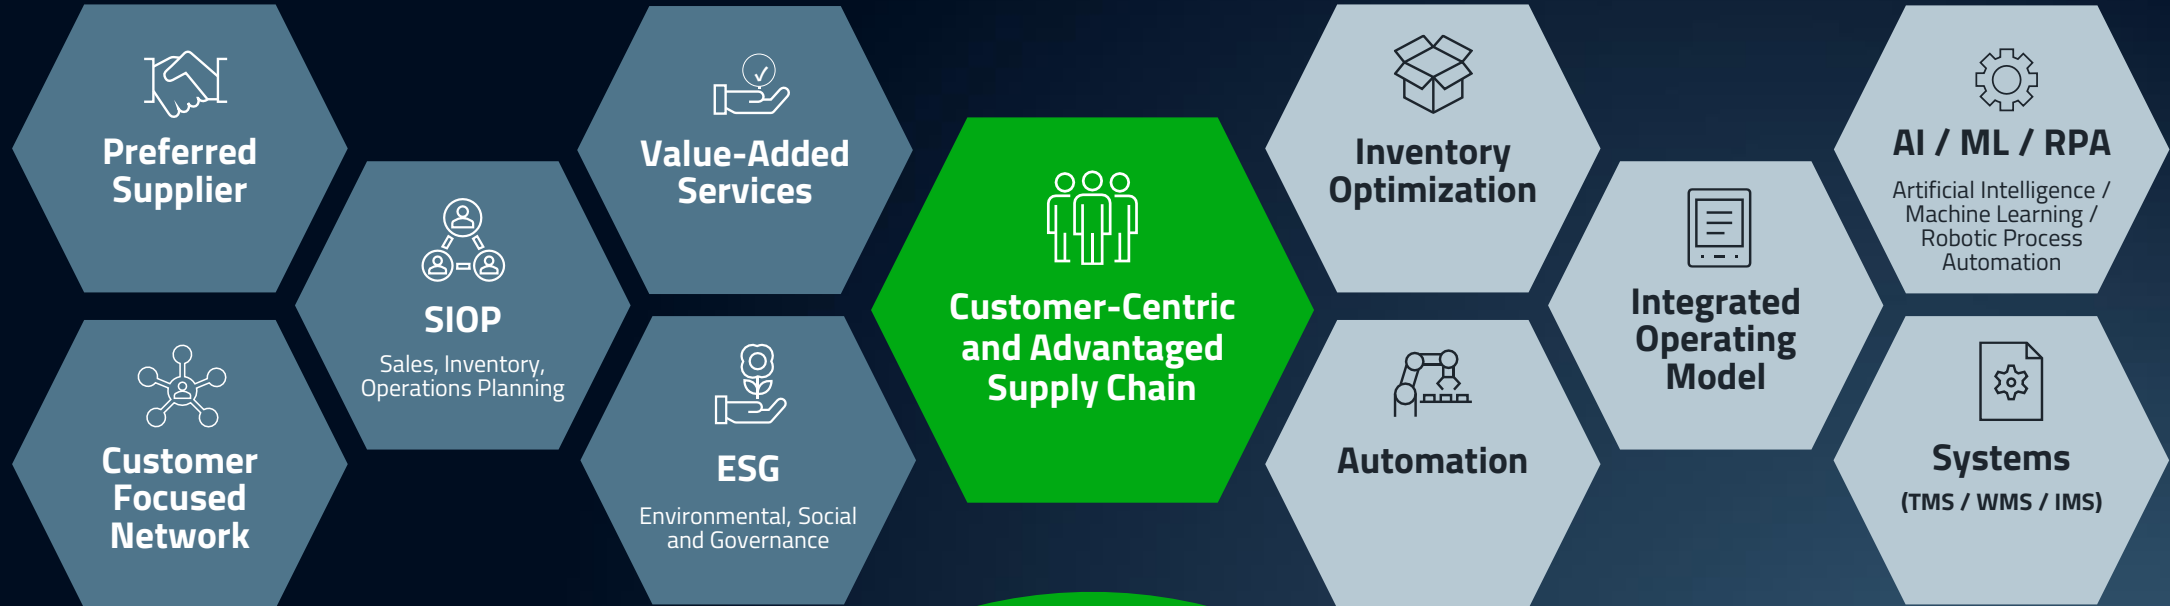 Preferred
Supplier
Customer
Focused
Network
SIOP
Sales, Inventory,
Operations Planning
Value-Added
Services
ESG
Environmental, Social
and Governance
Customer-Centric
and Advantaged
Supply Chain
Inventory
Optimization
Automation
Integrated
Operating
Model
AI / ML / RPA
Artificial Intelligence /
Machine Learning /
Robotic Process
Automation
Systems
(TMS / WMS / IMS)